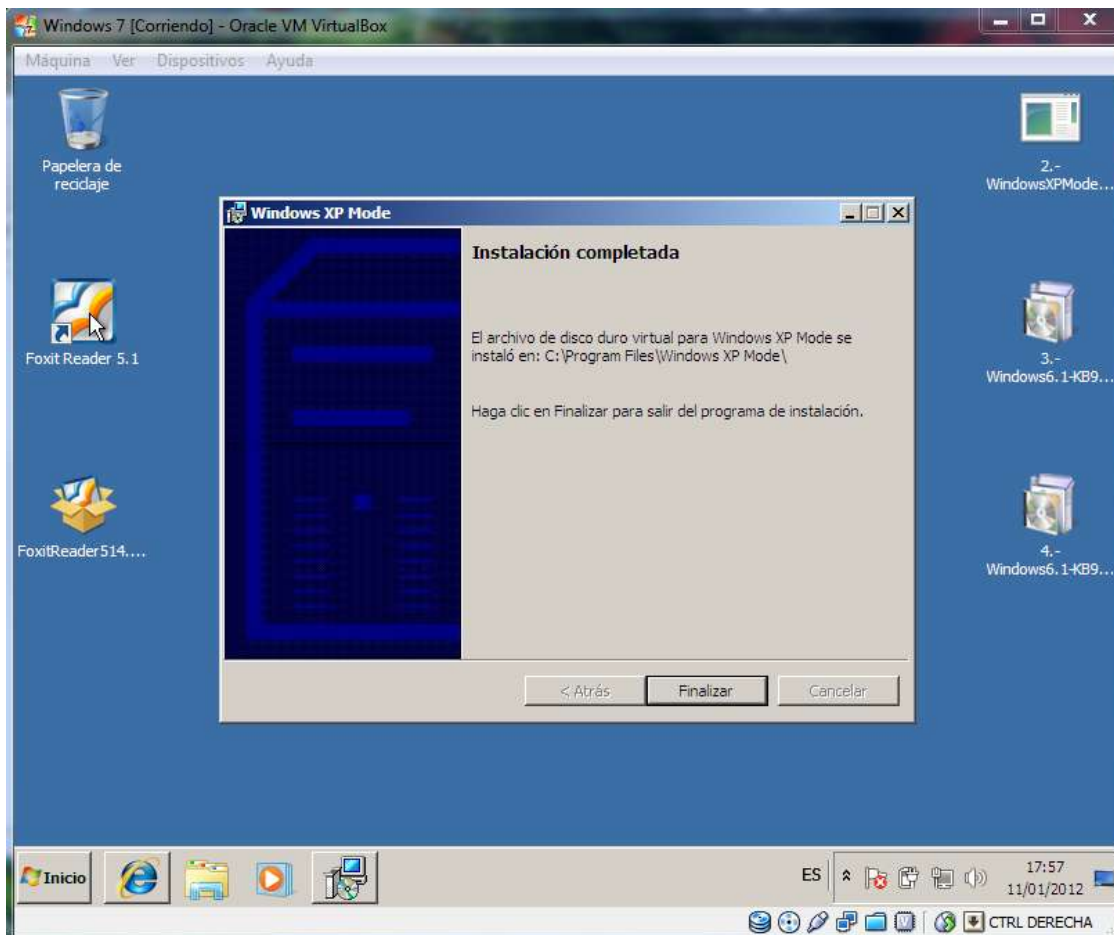 Windows 7 [Corriendo] - Oracle VM VirtualBox
Máquina Ver Dispositivos Ayuda
Papelera de
reciclaje
2.-
WindowsXPMode...
Windows XP Mode
Instalación completada
El archivo de disco duro virtual para Windows XP Mode se
instaló en: C:\Program Files\Windows XP Mode\
Haga clic en Finalizar para salir del programa de instalación.
Foxit Reader 5.1
3.-
Windows6.1-KB9...
FoxitReader514....
4.-
Windows6.1-KB9...
< Atrás Finalizar Cancelar
Inicio
ES
17:57
11/01/2012
CTRL DERECHA